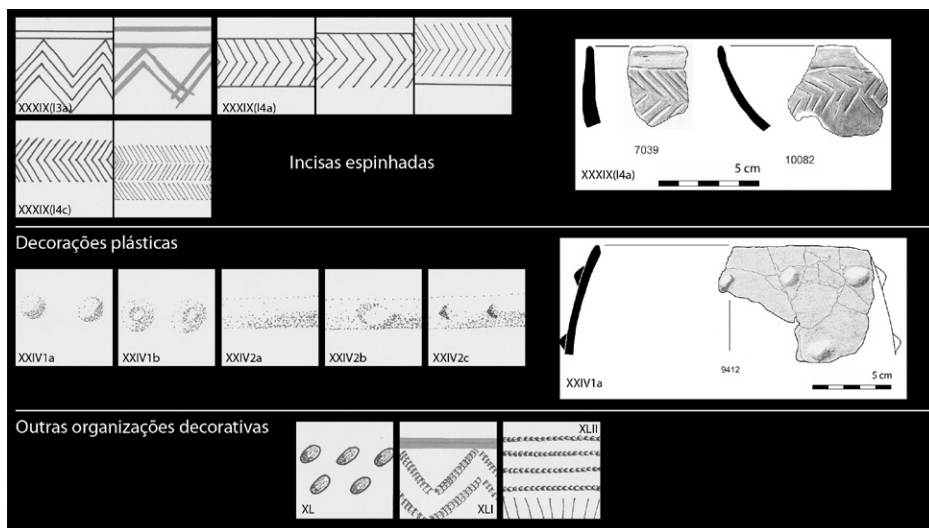 XXXIX(I3a)
XXXIX(I4a)
XXXIX(I4c)
Incisas espinhadas
7039
10082
XXXIX(I4a)
5 cm
Decorações plásticas
XXIV1a
XXIV1b
XXIV2a
XXIV2b
XXIV2c
XXIV1a
9412
5 cm
Outras organizações decorativas
XL
XLI
XLII